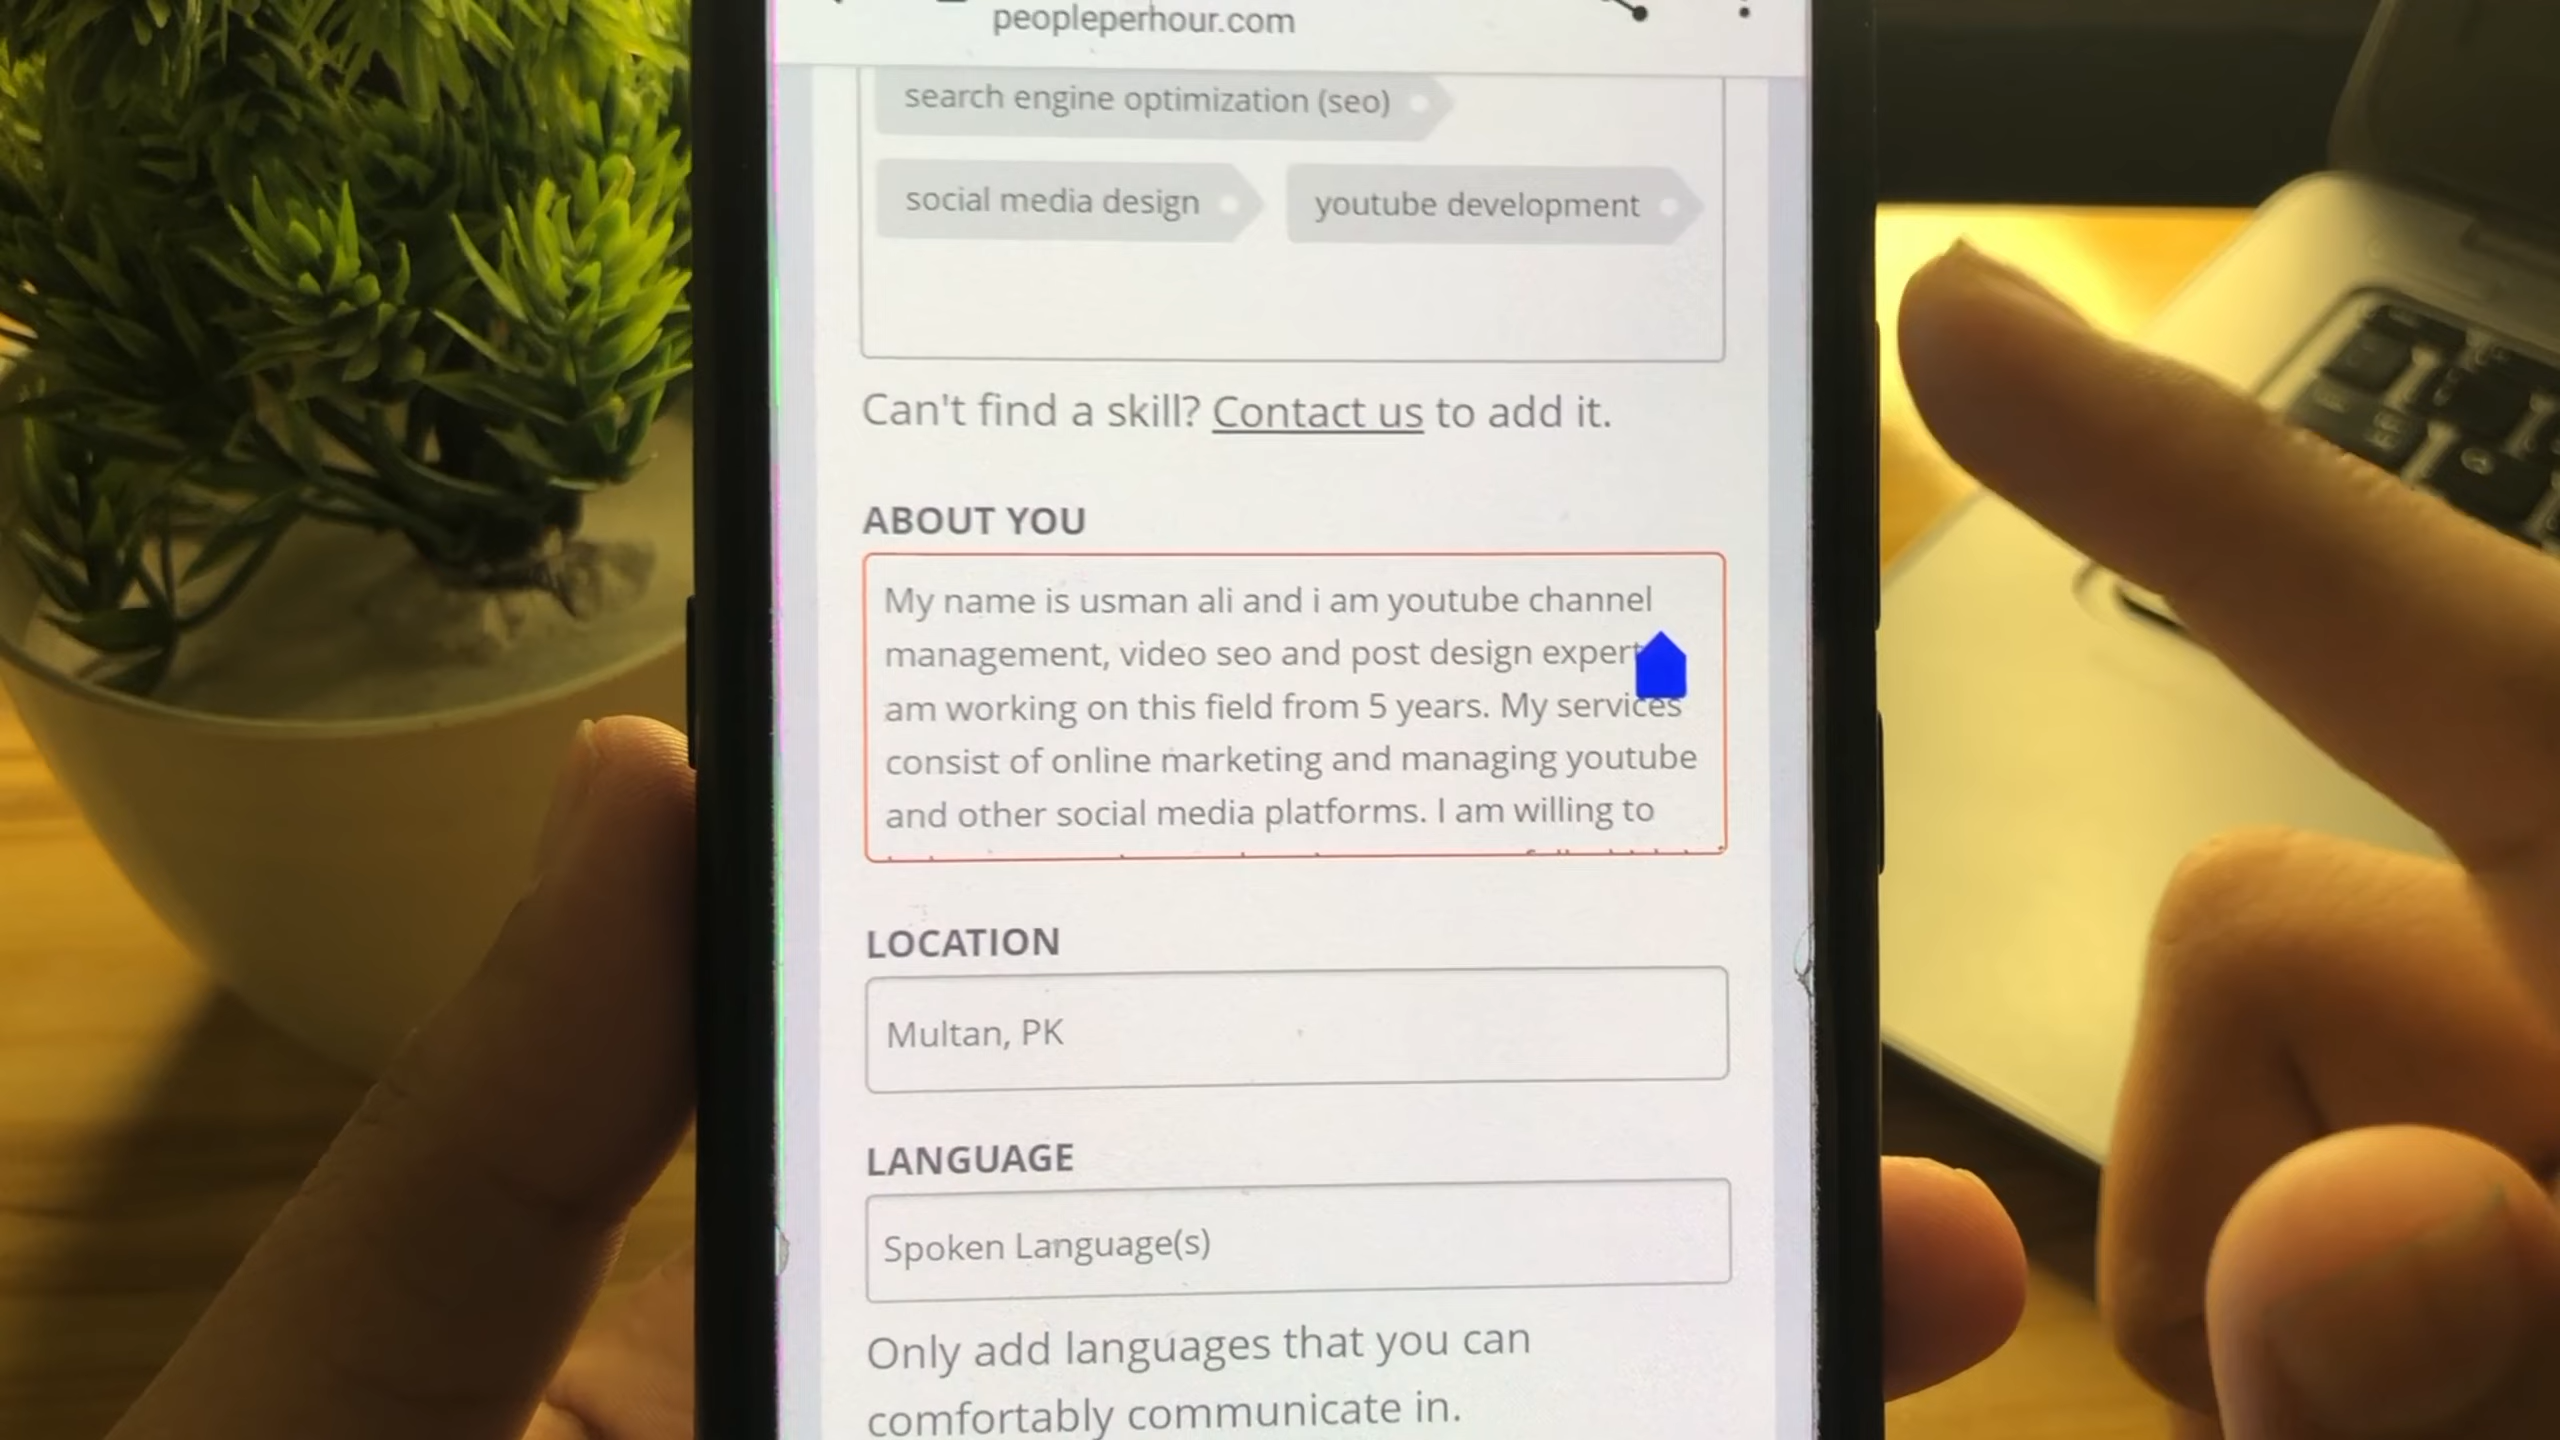 peopleperhour.com
search engine optimization (seo)
social media design
youtube development
Can't find a skill? Contact us to add it.
ABOUT YOU
My name is usman ali and i am youtube channel
management, video seo and post design expert
am working on this field from 5 years. My services
consist of online marketing and managing youtube
and other social media platforms. I am willing to
LOCATION
Multan, PK
LANGUAGE
Spoken Language(s)
Only add languages that you can
comfortably communicate in.